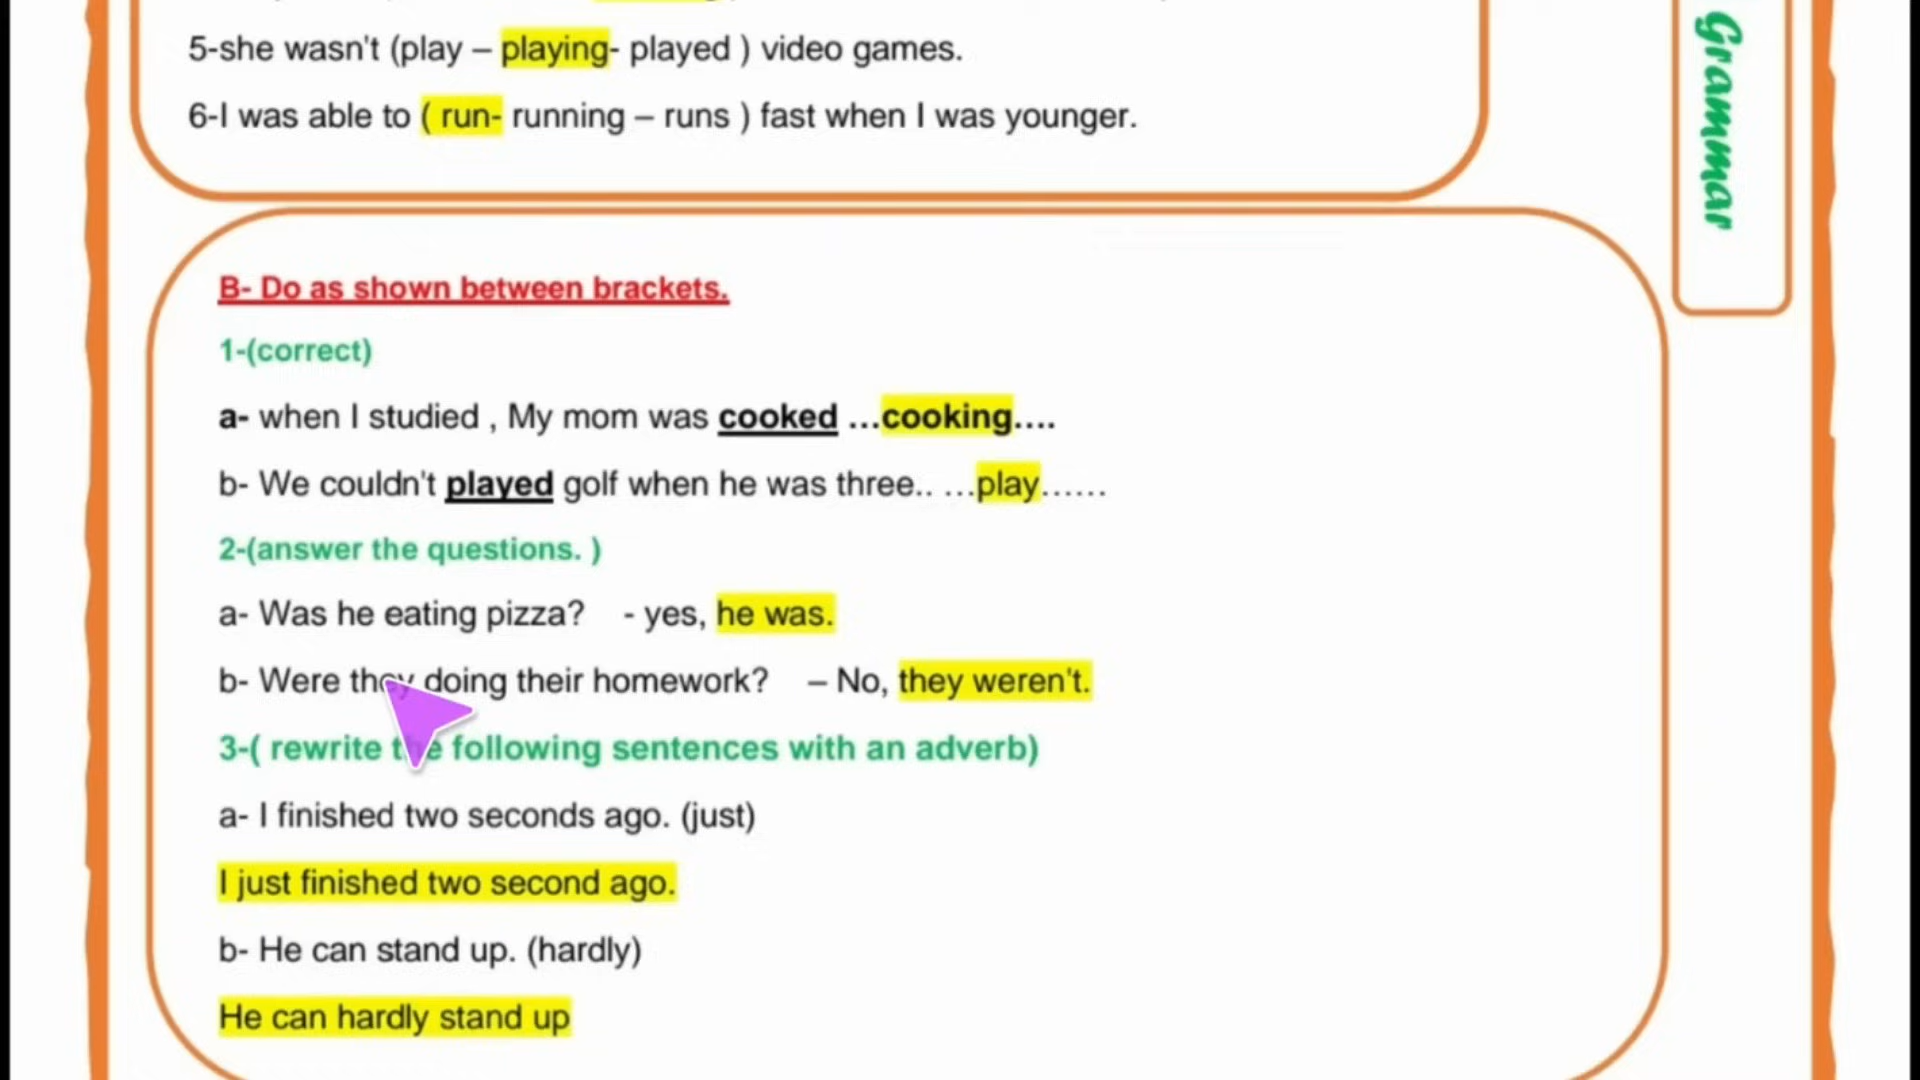 5-she wasn't (play – playing- played ) video games.
6-I was able to ( run- running – runs ) fast when I was younger.
Grammar
B- Do as shown between brackets.
1-(correct)
a- when I studied , My mom was cooked ...cooking....
b- We couldn't played golf when he was three.. ...play......
2-(answer the questions. )
a- Was he eating pizza? - yes, he was.
b- Were they doing their homework? – No, they weren't.
3-( rewrite the following sentences with an adverb)
a- I finished two seconds ago. (just)
I just finished two second ago.
b- He can stand up. (hardly)
He can hardly stand up